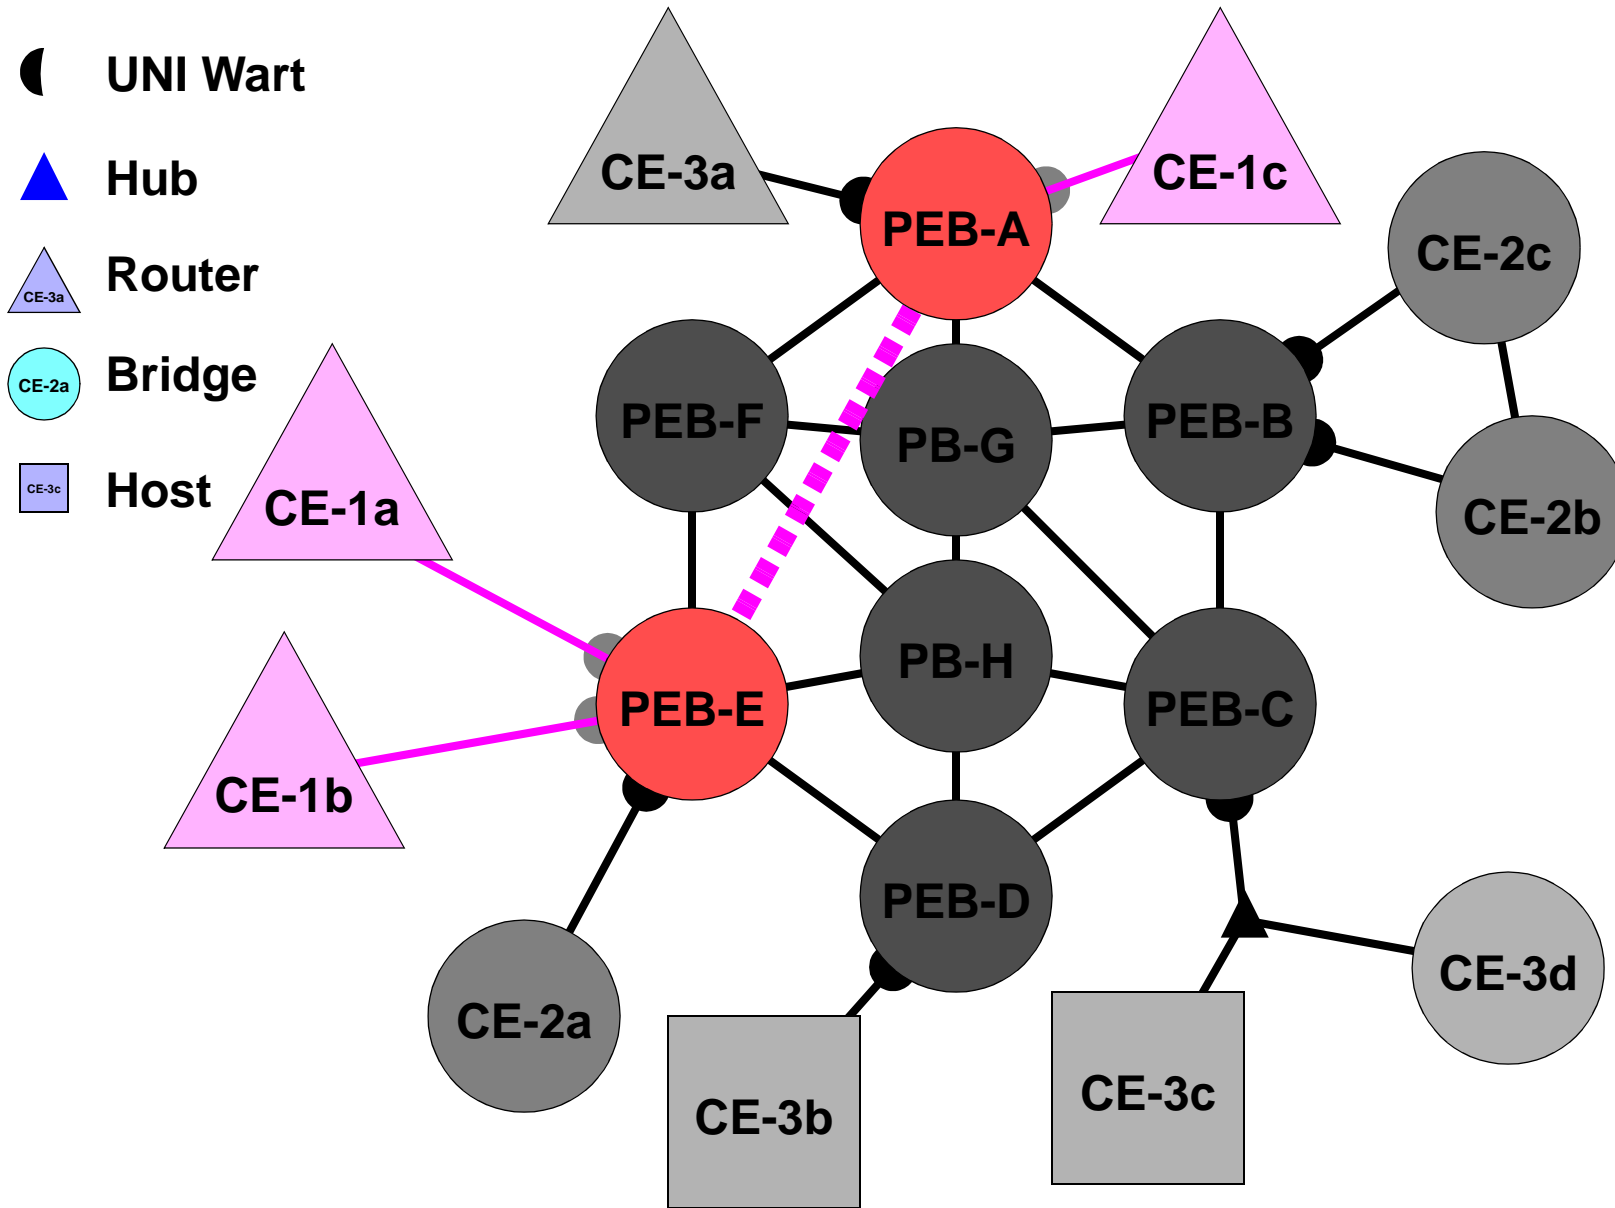 UNI Wart
Hub
CE-3a
Router
CE-2a
Bridge
CE-3c
Host
CE-3a
CE-1c
PEB-A
CE-2c
PEB-F
PB-G
PEB-B
CE-1a
CE-2b
PB-H
PEB-E
PEB-C
CE-1b
PEB-D
CE-3d
CE-2a
CE-3c
CE-3b